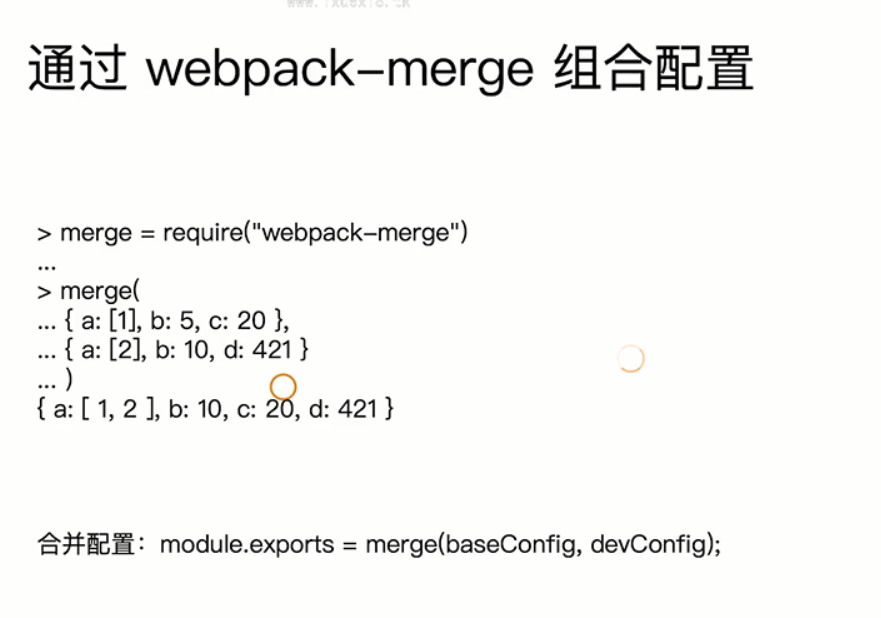 通过 webpack-merge 组合配置
> merge = require("webpack-merge")
...
> merge(
... { a: [1], b: 5, c: 20 },
... { a: [2], b: 10, d: 421 }
... )
{ a: [ 1, 2 ], b: 10, c: 20, d: 421 }
合并配置：module.exports = merge(baseConfig, devConfig);